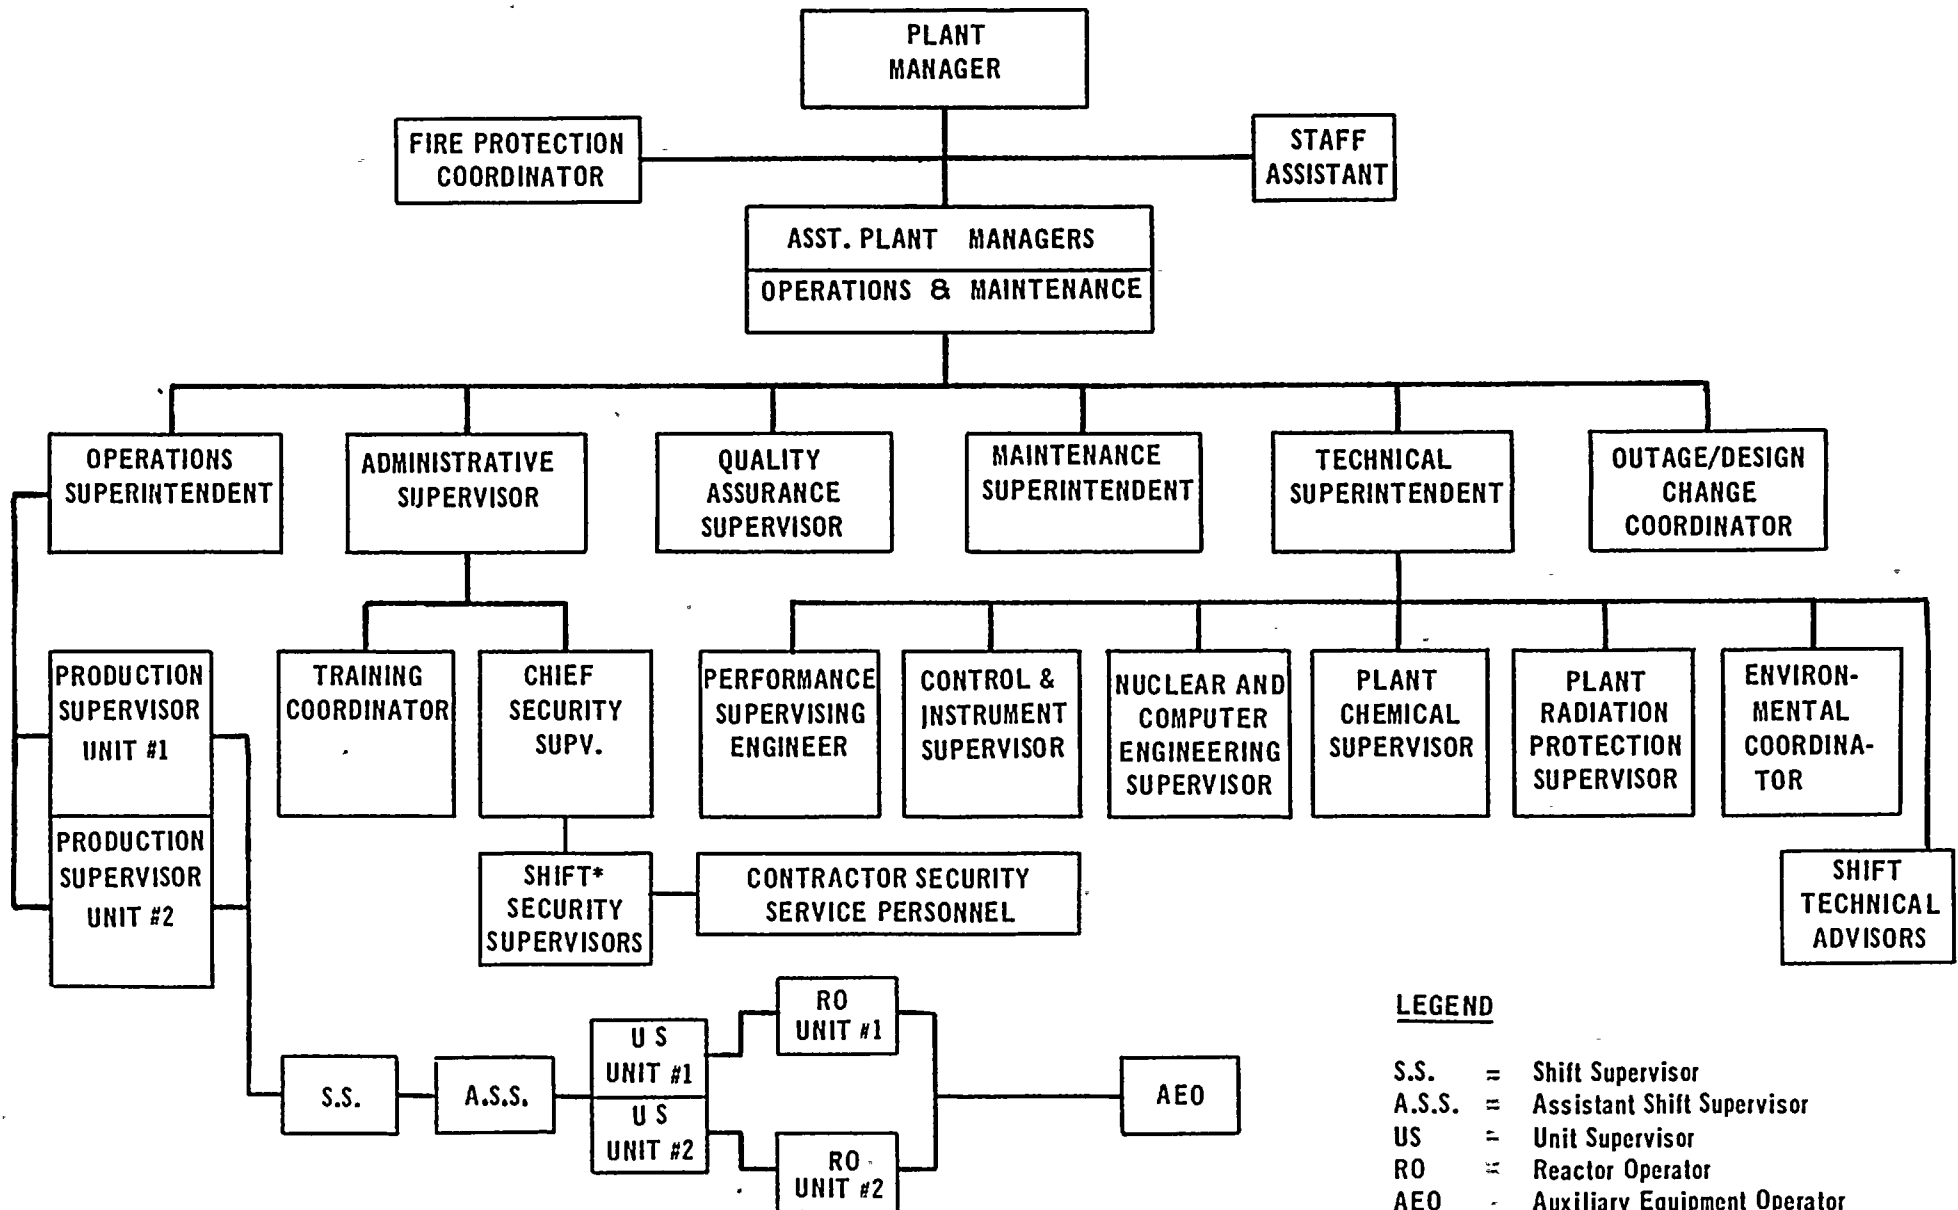 PLANT
MANAGER
FIRE PROTECTION
COORDINATOR
STAFF
ASSISTANT
ASST. PLANT MANAGERS
OPERATIONS & MAINTENANCE
OPERATIONS
SUPERINTENDENT
ADMINISTRATIVE
SUPERVISOR
QUALITY
ASSURANCE
SUPERVISOR
MAINTENANCE
SUPERINTENDENT
TECHNICAL
SUPERINTENDENT
OUTAGE/DESIGN
CHANGE
COORDINATOR
PRODUCTION
SUPERVISOR
UNIT #1
PRODUCTION
SUPERVISOR
UNIT #2
TRAINING
COORDINATOR
CHIEF
SECURITY
SUPV.
PERFORMANCE
SUPERVISING
ENGINEER
CONTROL &
INSTRUMENT
SUPERVISOR
NUCLEAR AND
COMPUTER
ENGINEERING
SUPERVISOR
PLANT
CHEMICAL
SUPERVISOR
PLANT
RADIATION
PROTECTION
SUPERVISOR
ENVIRON-
MENTAL
COORDINA-
TOR
SHIFT*
SECURITY
SUPERVISORS
CONTRACTOR SECURITY
SERVICE PERSONNEL
SHIFT
TECHNICAL
ADVISORS
S.S.
A.S.S.
U S
UNIT #1
U S
UNIT #2
RO
UNIT #1
RO
UNIT #2
AEO
LEGEND
S.S. = Shift Supervisor
A.S.S. = Assistant Shift Supervisor
US = Unit Supervisor
RO = Reactor Operator
AEO - Auxiliary Equipment Operator